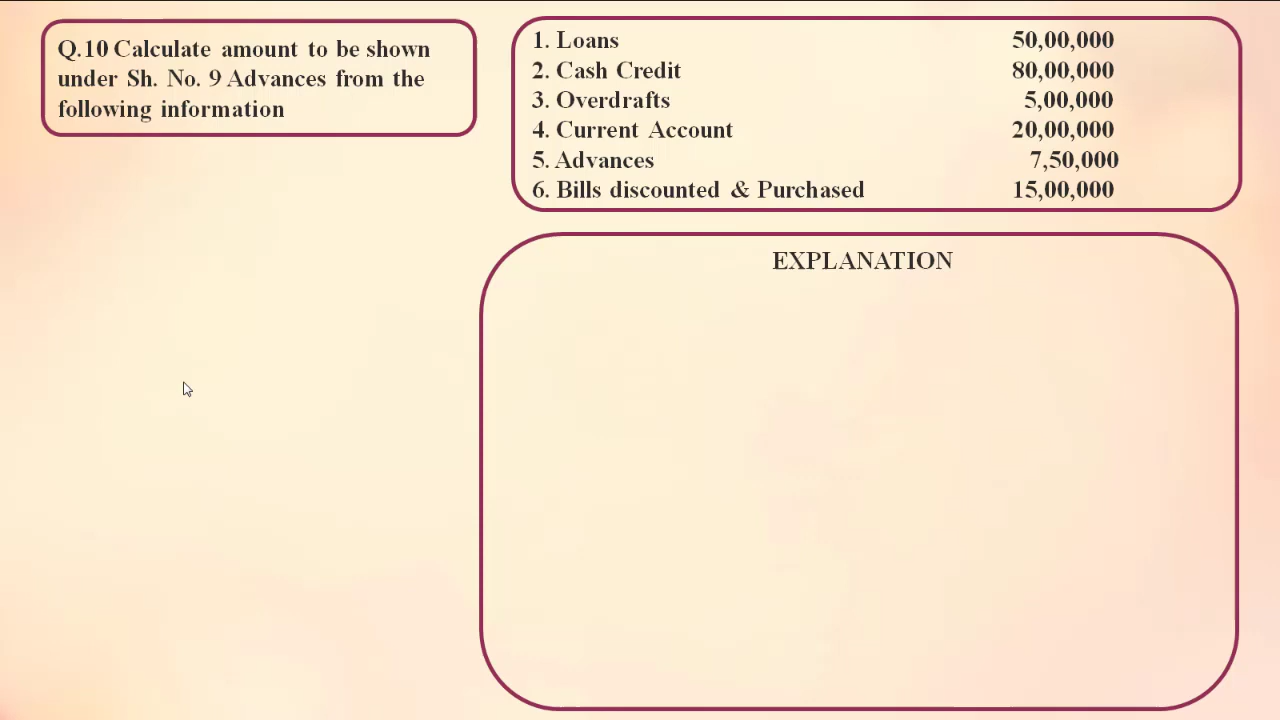 Q.10 Calculate amount to be shown
under Sh. No. 9 Advances from the
following information
1. Loans 50,00,000
2. Cash Credit 80,00,000
3. Overdrafts 5,00,000
4. Current Account 20,00,000
5. Advances 7,50,000
6. Bills discounted & Purchased 15,00,000
EXPLANATION